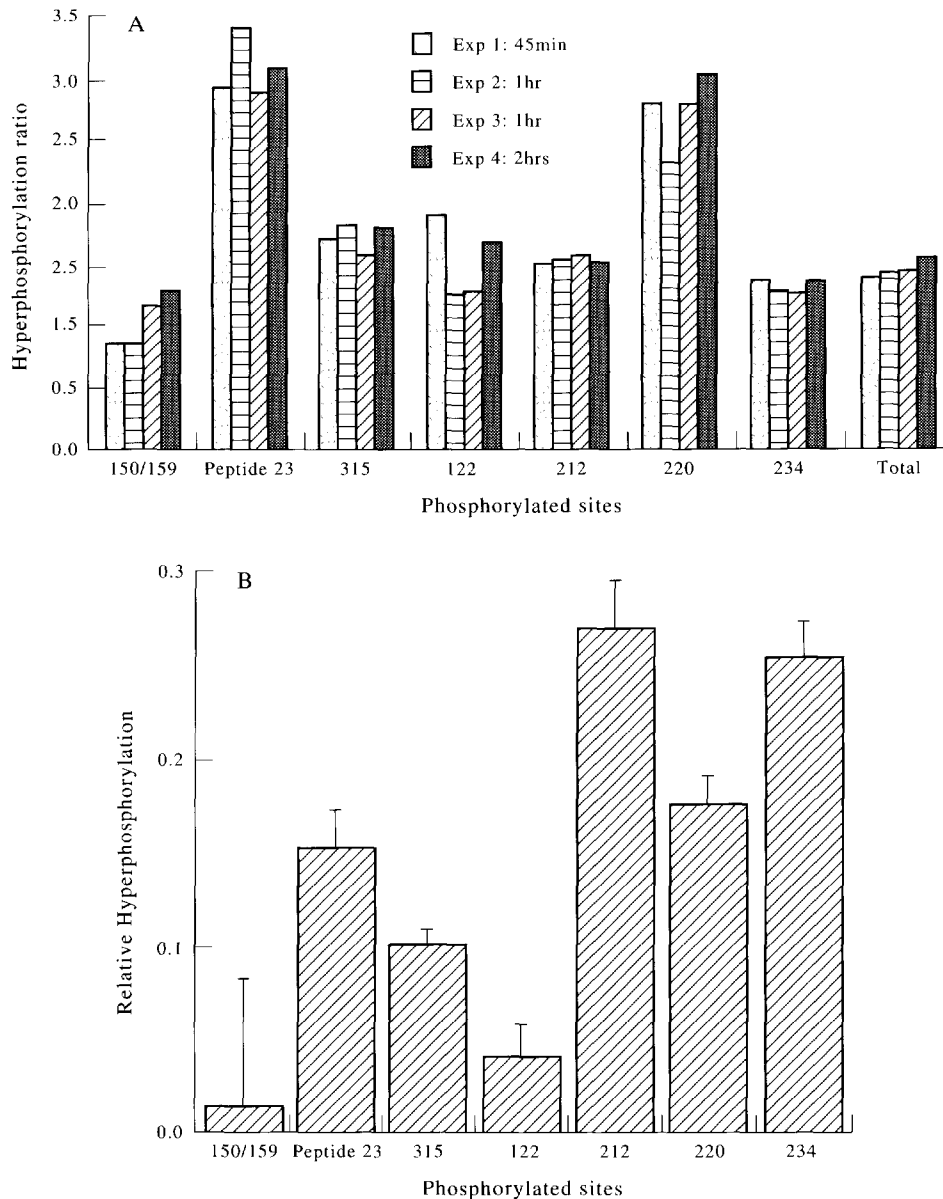 A
Hyperphosphorylation ratio
3.5
3.0
2.5
2.0
2.5
1.5
0.5
0.0
Exp 1: 45min
Exp 2: 1hr
Exp 3: 1hr
Exp 4: 2hrs
150/159 Peptide 23 315 122 212 220 234 Total
Phosphorylated sites
B
Relative Hyperphosphorylation
0.3
0.2
0.1
0.0
150/159 Peptide 23 315 122 212 220 234
Phosphorylated sites